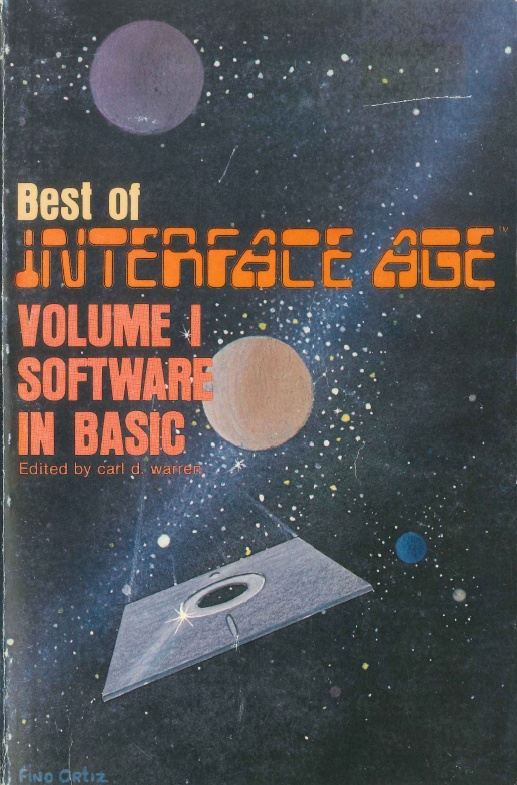 Best of
INTERFACE AGE™
VOLUME I
SOFTWARE
IN BASIC
Edited by carl d. warren
Fino Ortiz